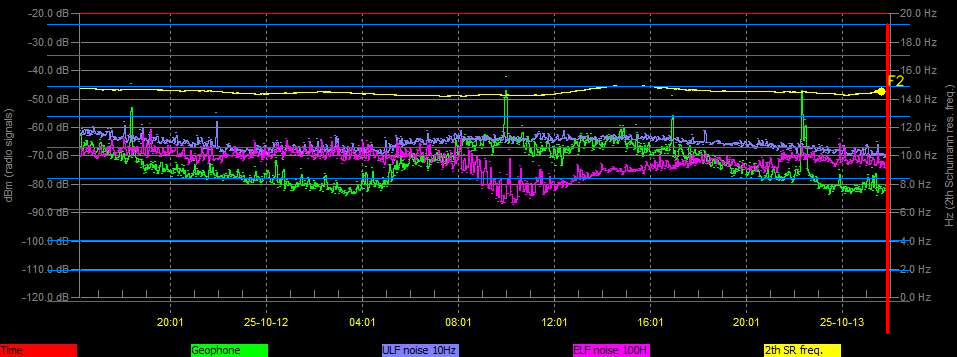 -20.0 dB 20.0 Hz
-30.0 dB 18.0 Hz
-40.0 dB 16.0 Hz
F2
-50.0 dB 14.0 Hz
-60.0 dB 12.0 Hz
-70.0 dB 10.0 Hz
-80.0 dB 8.0 Hz
-90.0 dB 6.0 Hz
-100.0 dB 4.0 Hz
-110.0 dB 2.0 Hz
-120.0 dB 0.0 Hz
dBm (radio signals)
Hz (2th Schumann res. freq.)
20:01 25-10-12 04:01 08:01 12:01 16:01 20:01 25-10-13
Time Geophone ULF noise 10Hz ELF noise 100H 2th SR freq.